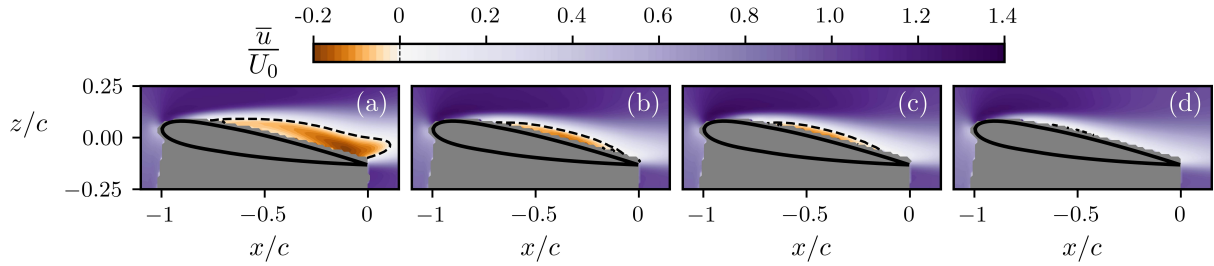 -0.2 0 0.2 0.4 0.6 0.8 1.0 1.2 1.4
u̅/U₀
(a) (b) (c) (d)
0.25
z/c 0.00
−0.25
−1 −0.5 0 −1 −0.5 0 −1 −0.5 0 −1 −0.5 0
x/c x/c x/c x/c